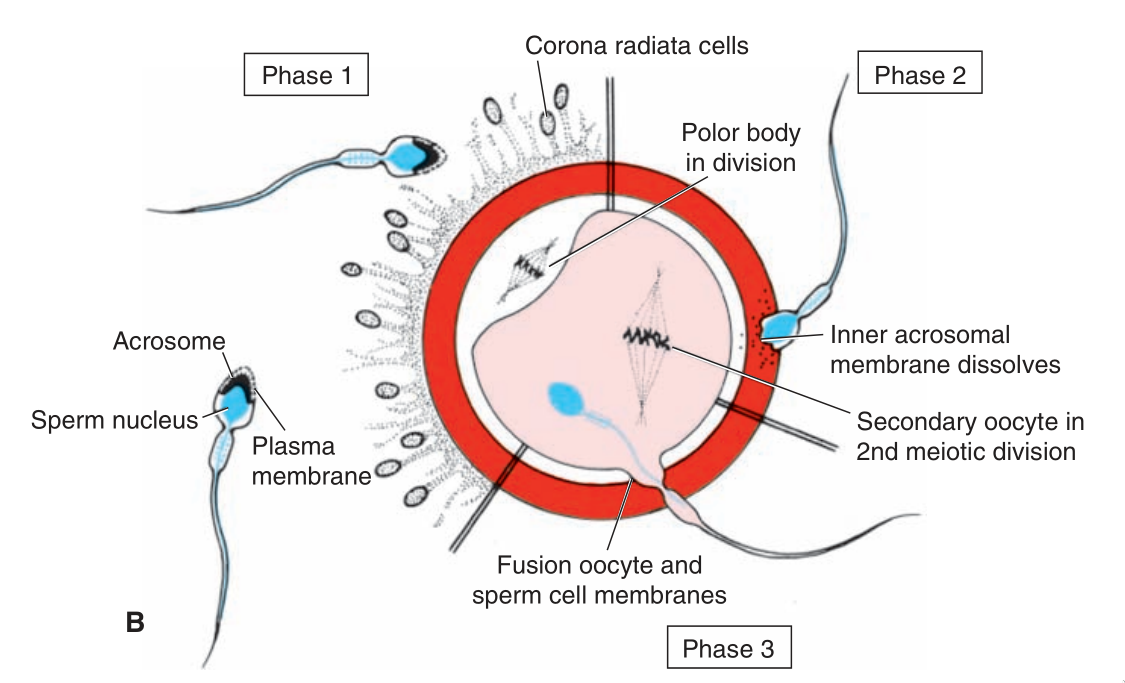 Corona radiata cells
Phase 1
Phase 2
Polor body
in division
Acrosome
Inner acrosomal
membrane dissolves
Sperm nucleus
Plasma
membrane
Secondary oocyte in
2nd meiotic division
Fusion oocyte and
sperm cell membranes
B
Phase 3